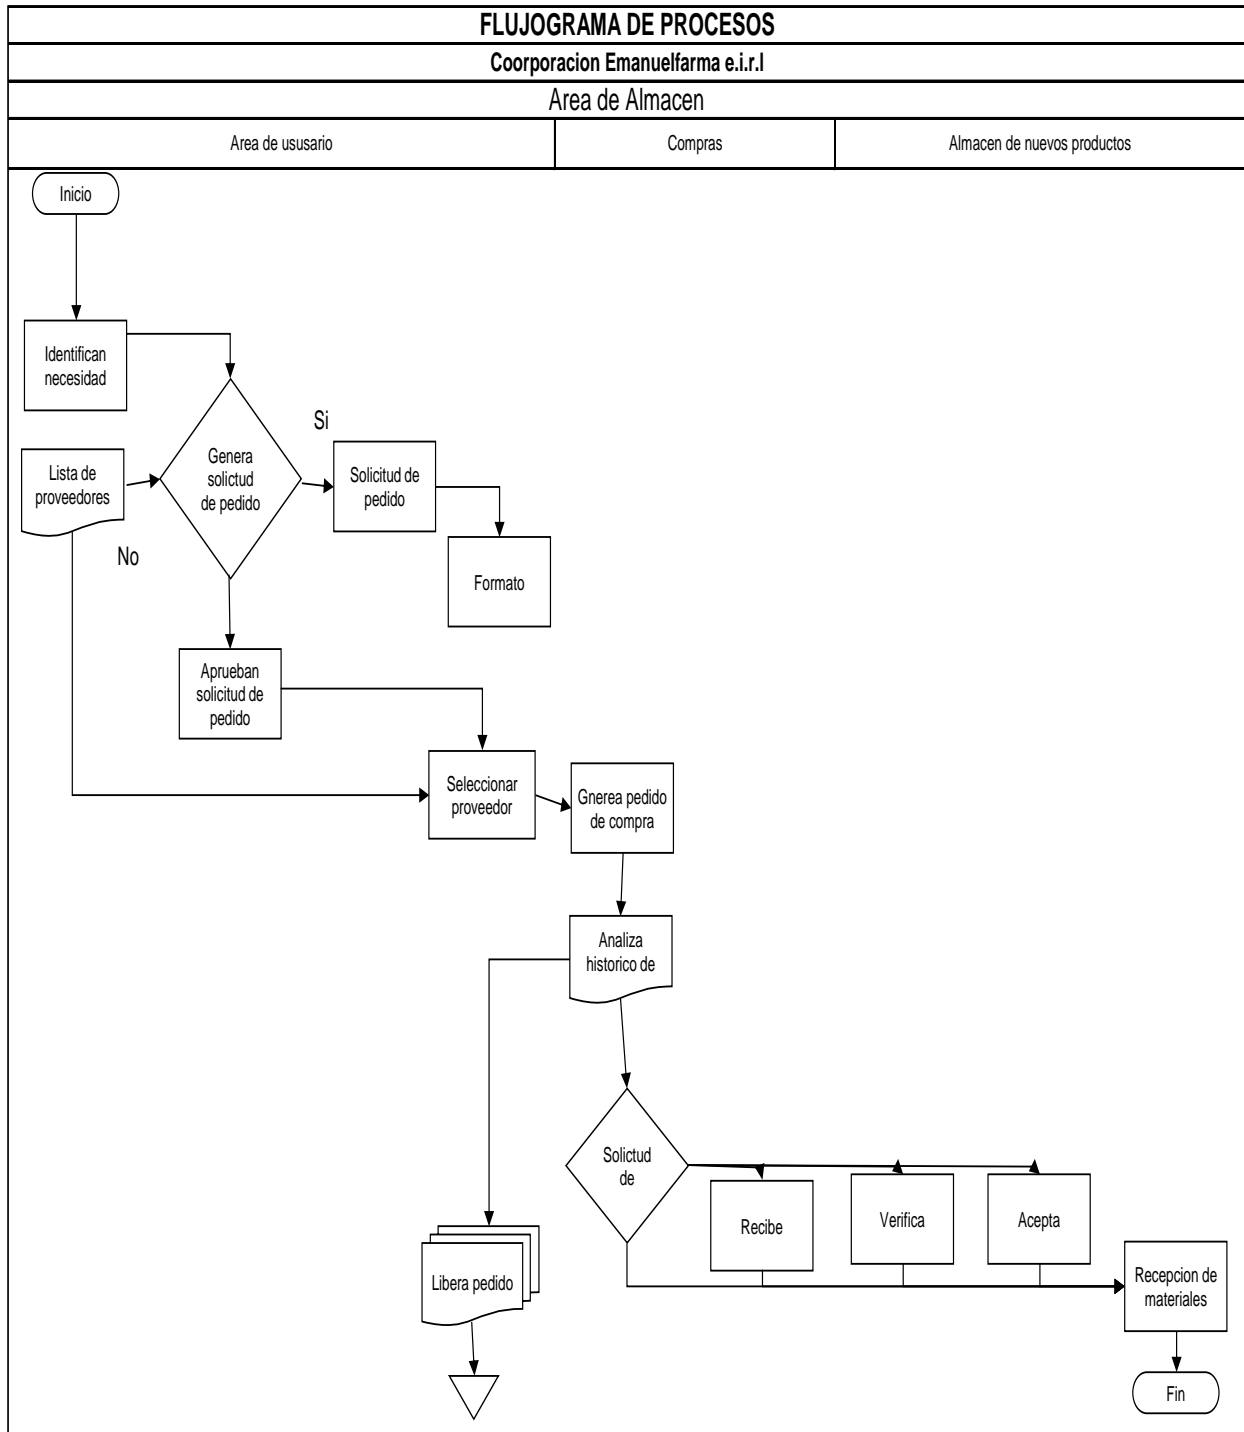 FLUJOGRAMA DE PROCESOS
Coorporacion Emanuelfarma e.i.r.l
Area de Almacen
Area de ususario
Compras
Almacen de nuevos productos
Inicio
Identifican
necesidad
Si
Genera
solictud
de pedido
Lista de
proveedores
Solicitud de
pedido
No
Formato
Aprueban
solicitud de
pedido
Seleccionar
proveedor
Gnerea pedido
de compra
Analiza
historico de
Solictud
de
Recibe
Verifica
Acepta
Libera pedido
Recepcion de
materiales
Fin